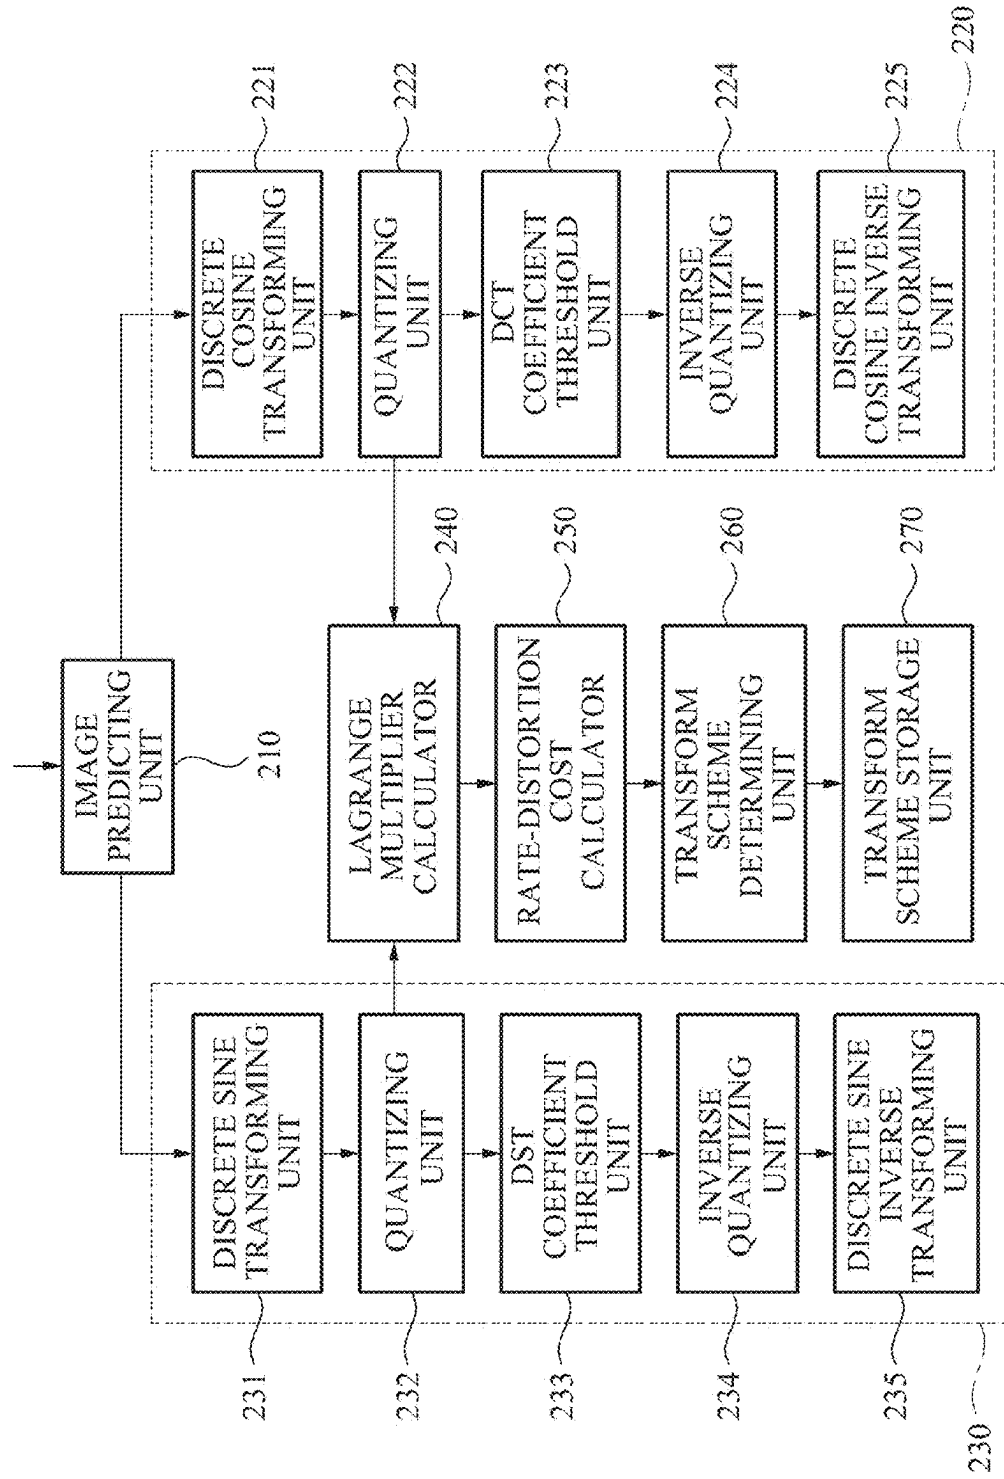 IMAGE
PREDICTING
UNIT
210
DISCRETE SINE
TRANSFORMING
UNIT
231
QUANTIZING
UNIT
232
DST
COEFFICIENT
THRESHOLD
UNIT
233
INVERSE
QUANTIZING
UNIT
234
DISCRETE SINE
INVERSE
TRANSFORMING
UNIT
235
230
LAGRANGE
MULTIPLIER
CALCULATOR
240
RATE-DISTORTION
COST
CALCULATOR
250
TRANSFORM
SCHEME
DETERMINING
UNIT
260
TRANSFORM
SCHEME STORAGE
UNIT
270
DISCRETE
COSINE
TRANSFORMING
UNIT
221
QUANTIZING
UNIT
222
DCT
COEFFICIENT
THRESHOLD
UNIT
223
INVERSE
QUANTIZING
UNIT
224
DISCRETE
COSINE INVERSE
TRANSFORMING
UNIT
225
220